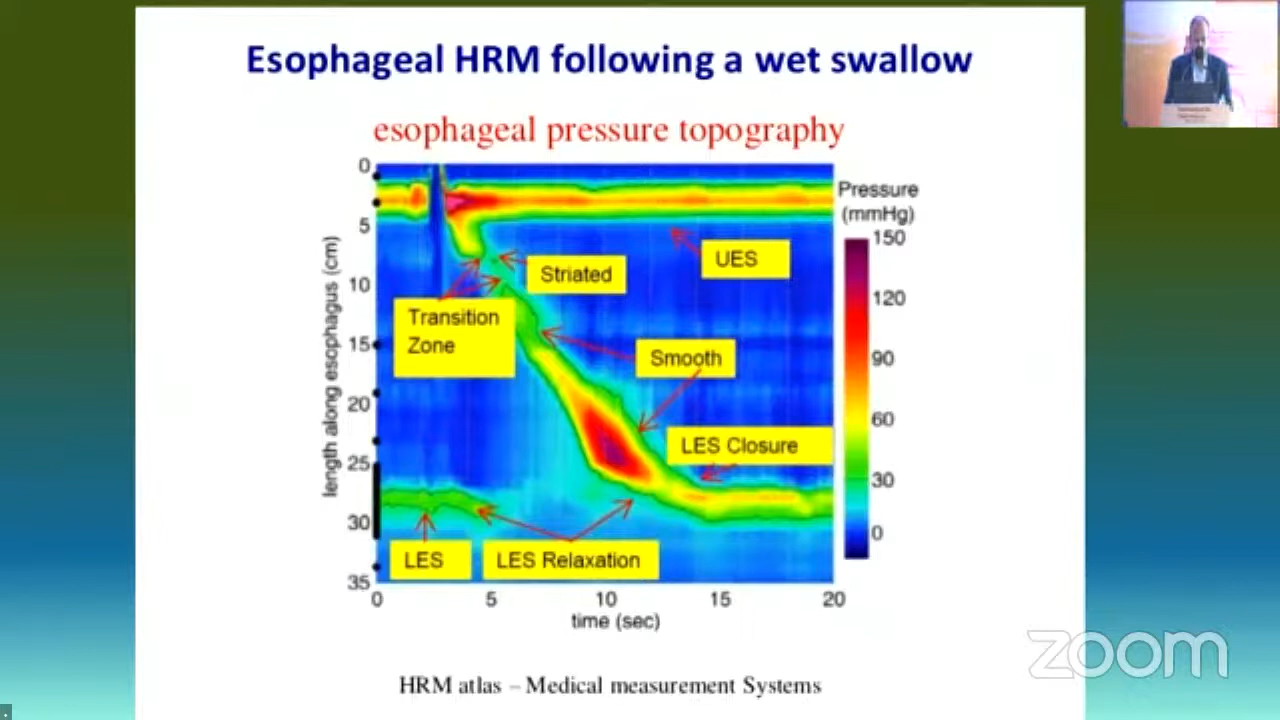 Esophageal HRM following a wet swallow
esophageal pressure topography
0
5
10
15
20
25
30
35
length along esophagus (cm)
Pressure
(mmHg)
150
120
90
60
30
0
UES
Striated
Transition
Zone
Smooth
LES Closure
LES
LES Relaxation
0
5
10
15
20
time (sec)
HRM atlas – Medical measurement Systems
zoom